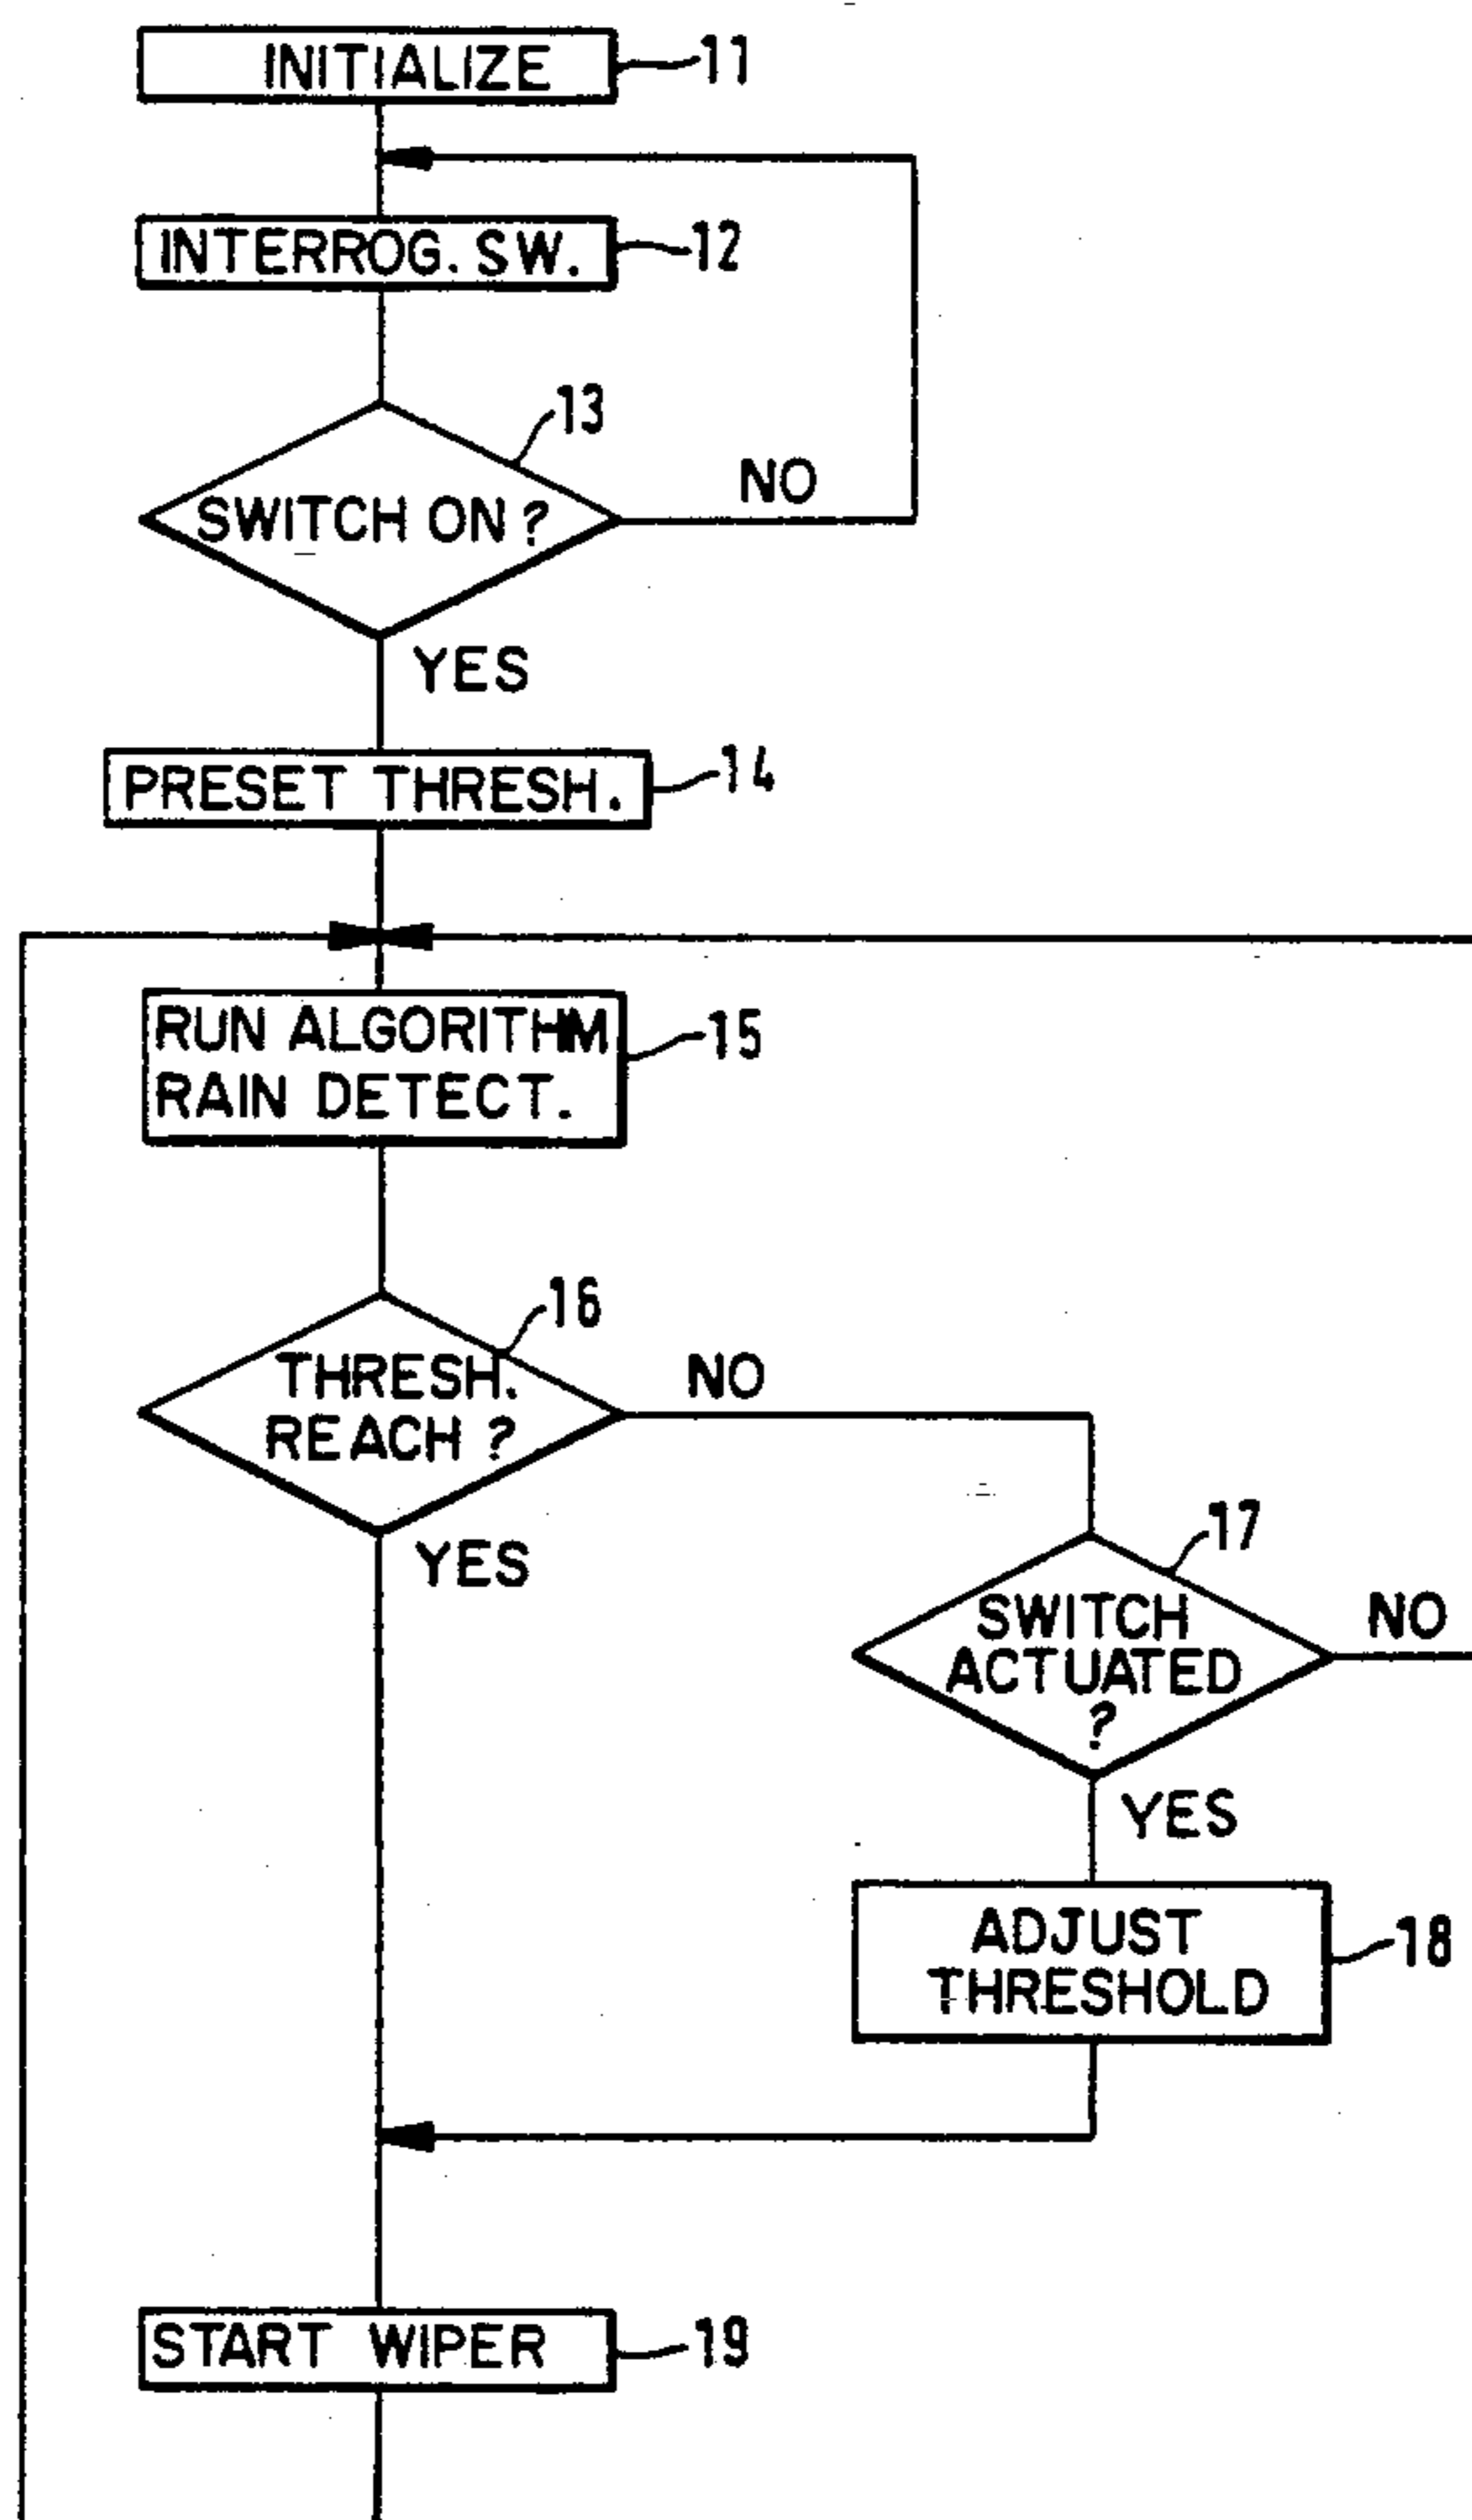 INITIALIZE
11
INTERROG. SW.
12
13
SWITCH ON?
NO
YES
PRESET THRESH.
14
RUN ALGORITHM
RAIN DETECT.
15
16
THRESH.
REACH?
NO
YES
17
SWITCH
ACTUATED
?
NO
YES
ADJUST
THRESHOLD
18
START WIPER
19